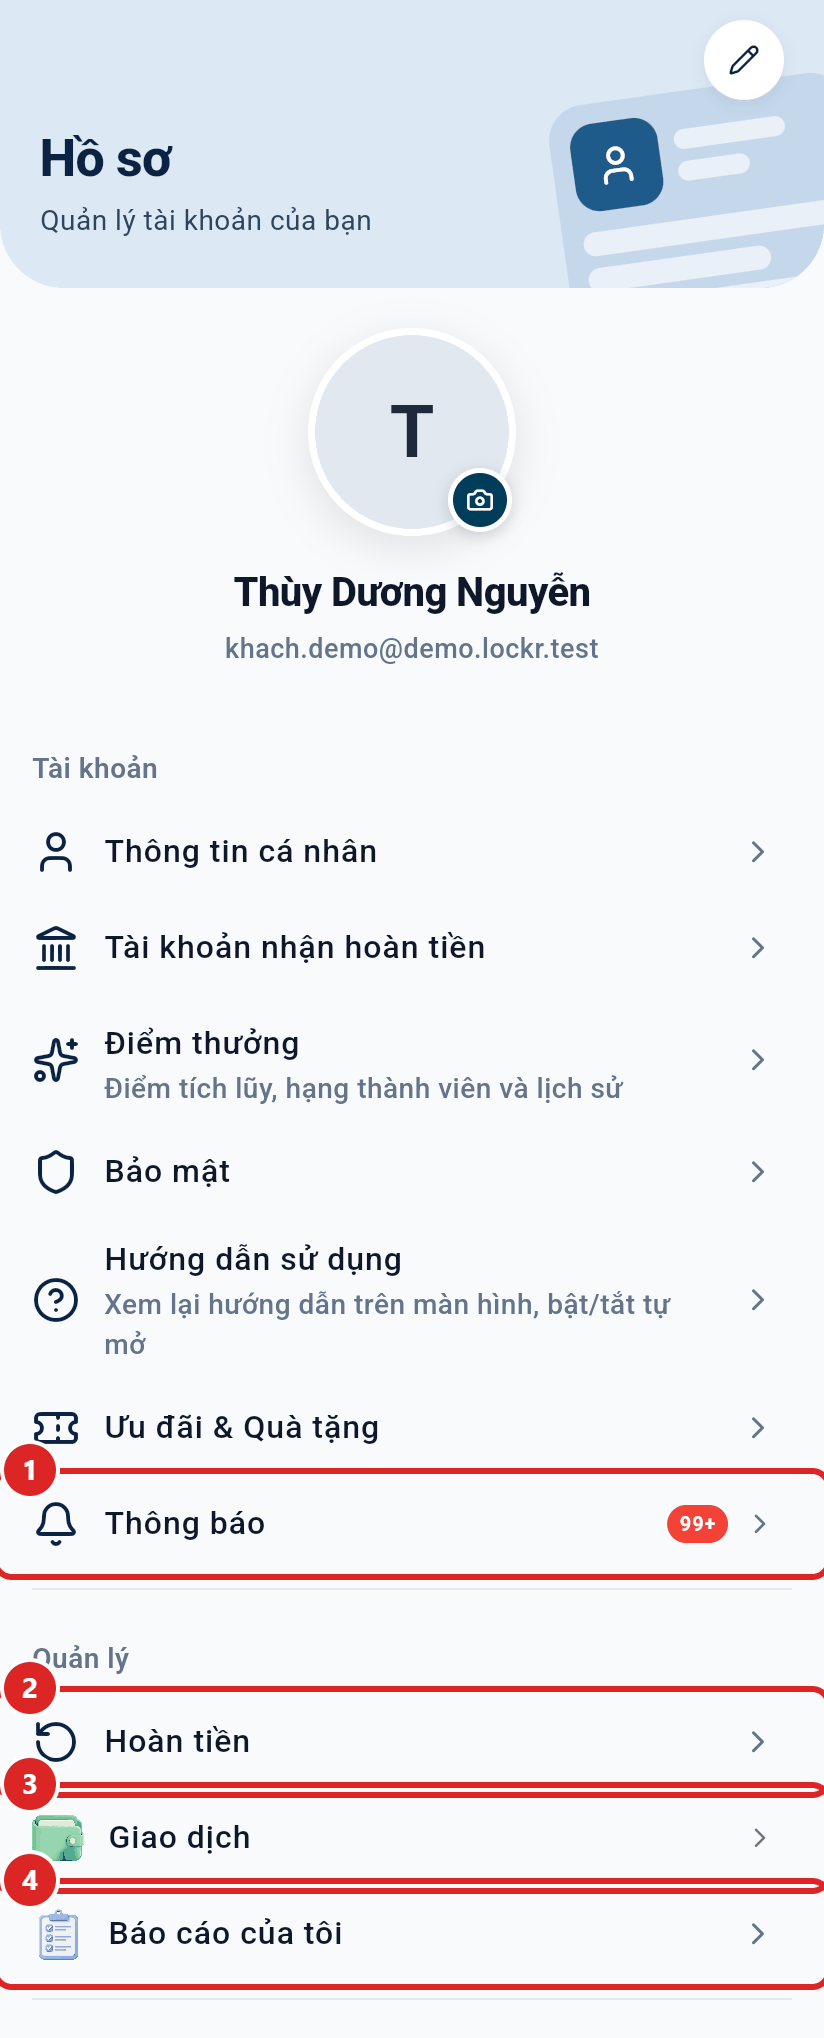 Hồ sơ
Quản lý tài khoản của bạn
T
Thùy Dương Nguyễn
khach.demo@demo.lockr.test
Tài khoản
Thông tin cá nhân
Tài khoản nhận hoàn tiền
Điểm thưởng
Điểm tích lũy, hạng thành viên và lịch sử
Bảo mật
Hướng dẫn sử dụng
Xem lại hướng dẫn trên màn hình, bật/tắt tự
mở
Ưu đãi & Quà tặng
1
Thông báo 99+
Quản lý
2
Hoàn tiền
3
Giao dịch
4
Báo cáo của tôi